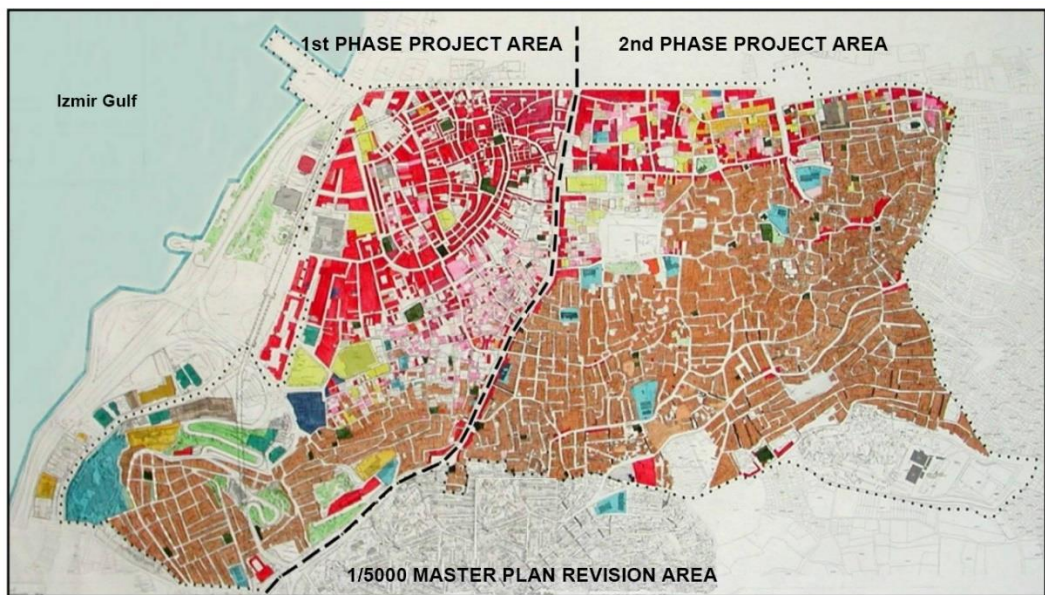 1st PHASE PROJECT AREA
2nd PHASE PROJECT AREA
Izmir Gulf
1/5000 MASTER PLAN REVISION AREA